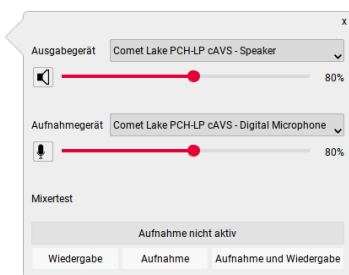 x
Ausgabegerät Comet Lake PCH-LP cAVS - Speaker
80%
Aufnahmegerät Comet Lake PCH-LP cAVS - Digital Microphone
80%
Mixertest
Aufnahme nicht aktiv
Wiedergabe Aufnahme Aufnahme und Wiedergabe